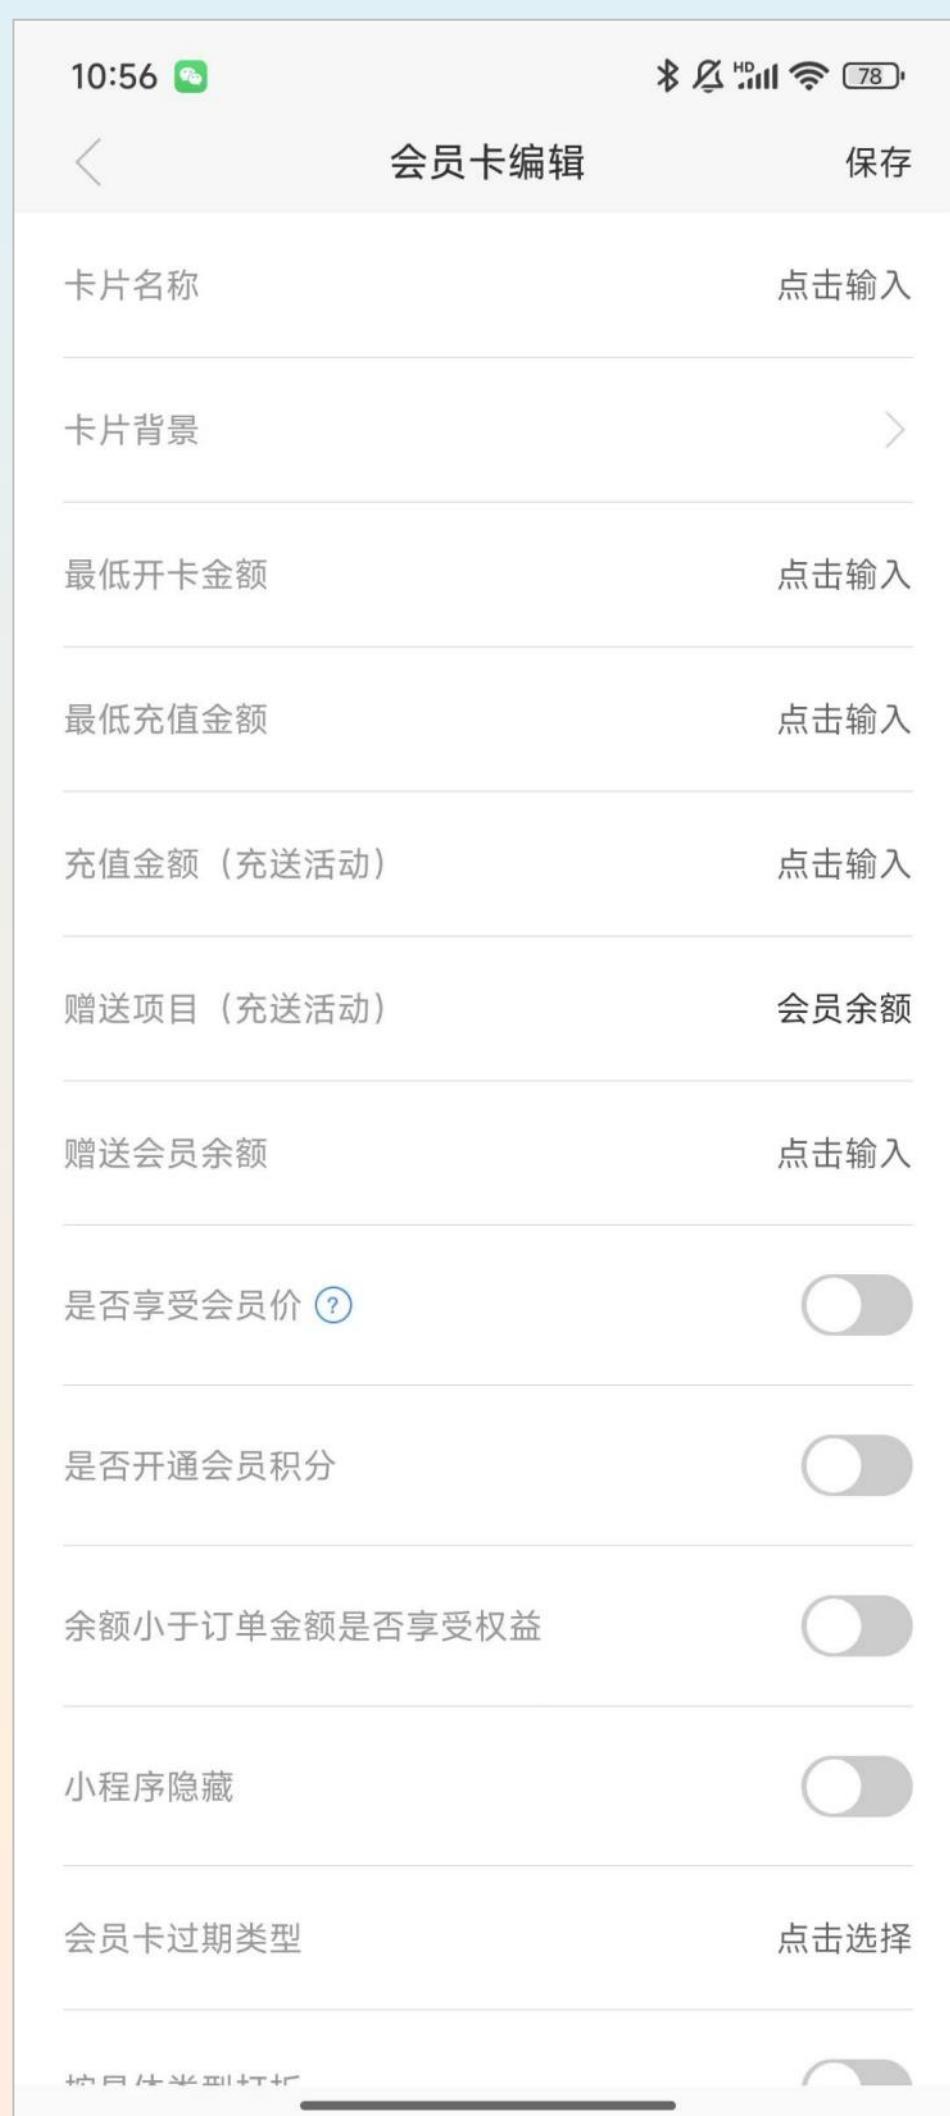 10:56
HD
78
会员卡编辑
保存
卡片名称
点击输入
卡片背景
最低开卡金额
点击输入
最低充值金额
点击输入
充值金额（充送活动）
点击输入
赠送项目（充送活动）
会员余额
赠送会员余额
点击输入
是否享受会员价 ?
是否开通会员积分
余额小于订单金额是否享受权益
小程序隐藏
会员卡过期类型
点击选择